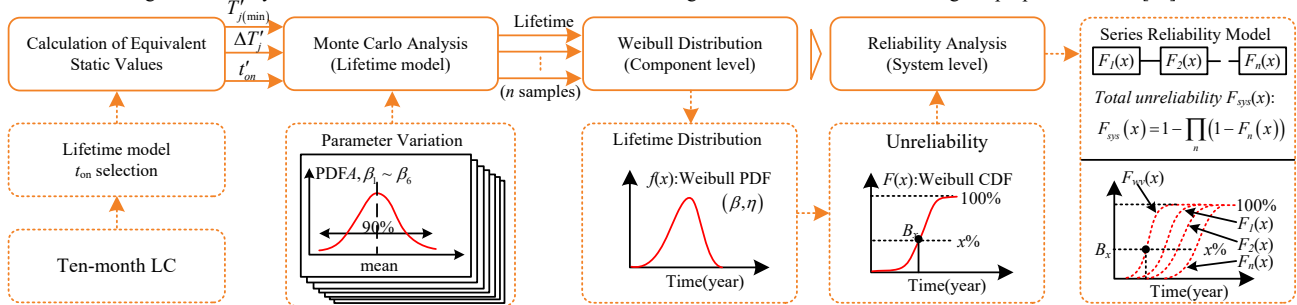 Calculation of Equivalent
Static Values
T'j(min)
ΔT'j
t'on
Monte Carlo Analysis
(Lifetime model)
Lifetime
(n samples)
Weibull Distribution
(Component level)
Reliability Analysis
(System level)
Series Reliability Model
F1(x)
F2(x)
Fn(x)
Total unreliability Fsys(x):
Fsys(x)=1−∏n(1−Fn(x))
Lifetime model
ton selection
Ten-month LC
Parameter Variation
PDF A, β1 ~ β6
90%
mean
Lifetime Distribution
f(x):Weibull PDF
(β,η)
Time(year)
Unreliability
F(x):Weibull CDF
100%
Bx
x%
Time(year)
100%
F1(x)
F2(x)
Fn(x)
Bx
x%
Time(year)